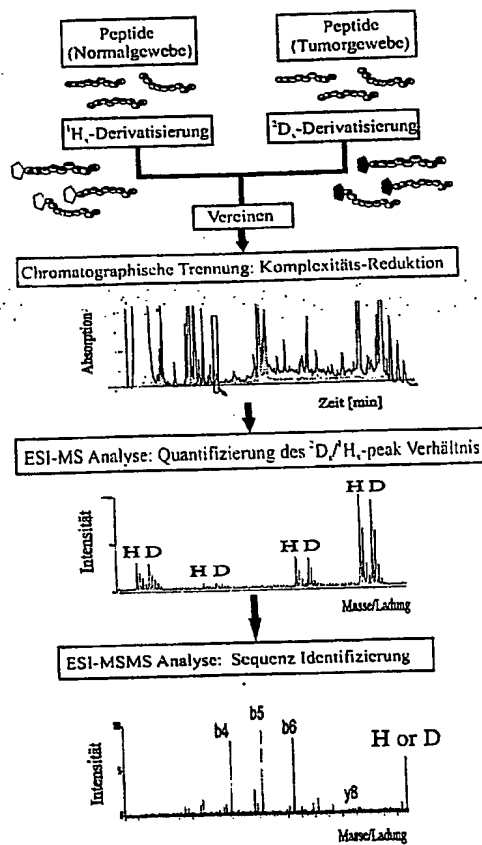 Peptide
(Normalgewebe)
Peptide
(Tumorgewebe)
¹Hₓ-Derivatisierung
²Dₓ-Derivatisierung
Vereinen
Chromatographische Trennung: Komplexitäts-Reduktion
Absorption
Zeit [min]
ESI-MS Analyse: Quantifizierung des ²Dₓ/¹Hₓ-peak Verhältnis
Intensität
H D
H D
H D
H D
Masse/Ladung
ESI-MSMS Analyse: Sequenz Identifizierung
Intensität
b4
b5
b6
y8
H or D
Masse/Ladung